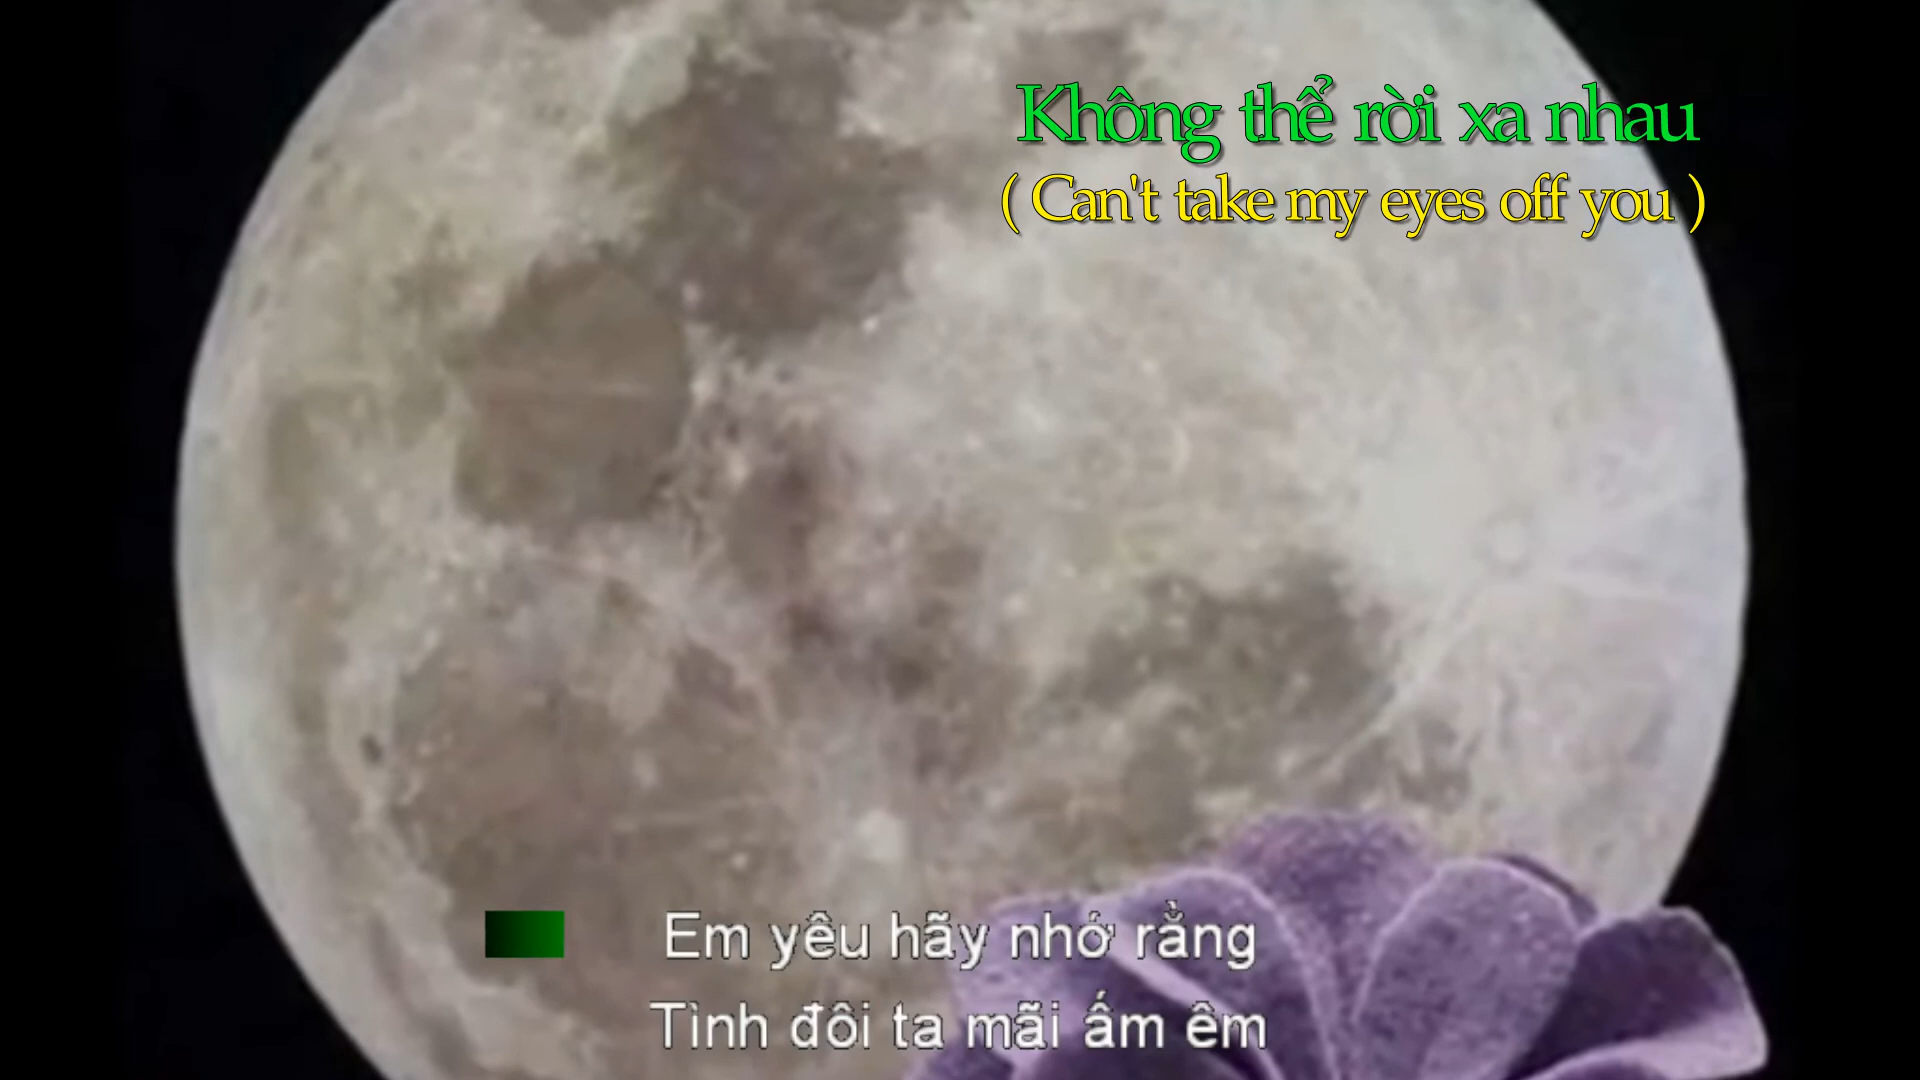 Không thể rời xa nhau
( Can't take my eyes off you )
Em yêu hãy nhớ rằng
Tình đôi ta mãi ấm êm